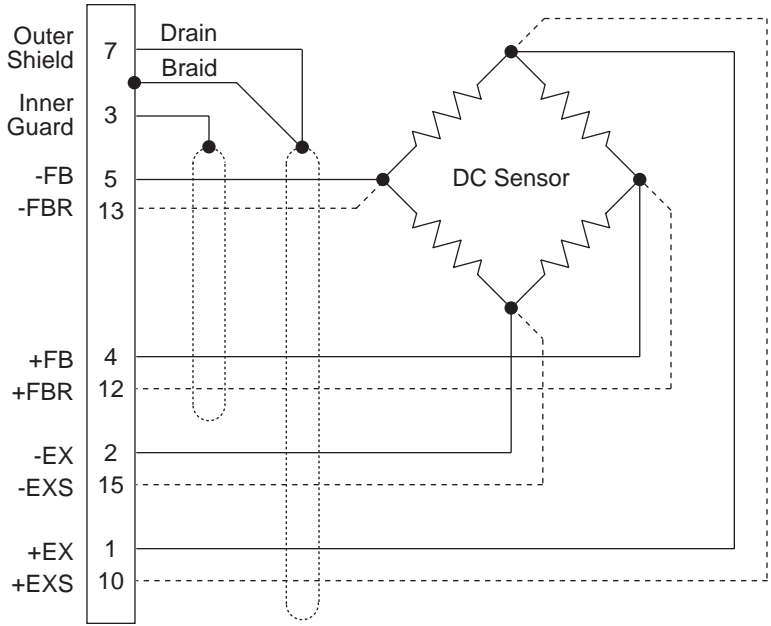 Outer
Shield
7
Drain
Braid
Inner
Guard
3
-FB
5
-FBR
13
DC Sensor
+FB
4
+FBR
12
-EX
2
-EXS
15
+EX
1
+EXS
10